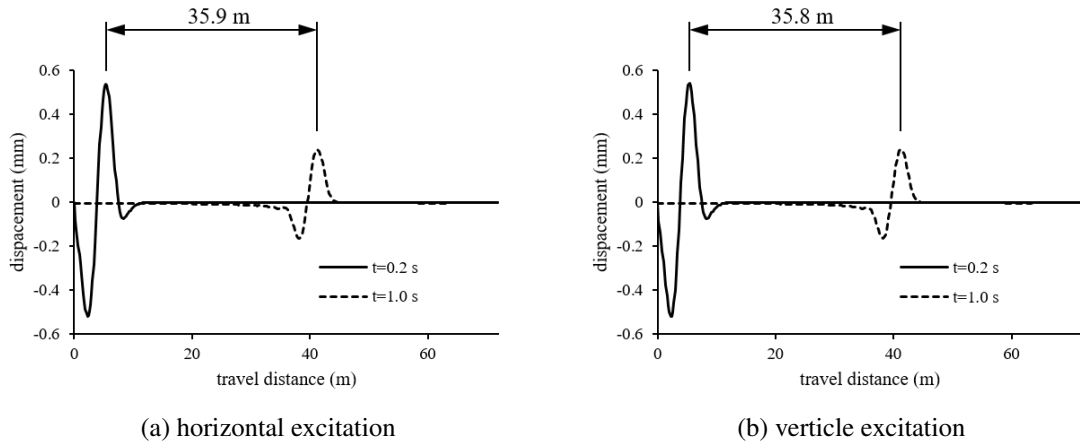 35.9 m
0.6
0.4
0.2
0
-0.2
-0.4
-0.6
dispacement (mm)
t=0.2 s
t=1.0 s
0
20
40
60
travel distance (m)
(a) horizontal excitation
35.8 m
0.6
0.4
0.2
0
-0.2
-0.4
-0.6
dispacement (mm)
t=0.2 s
t=1.0 s
0
20
40
60
travel distance (m)
(b) verticle excitation